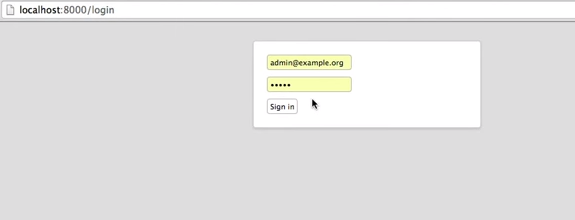 localhost:8000/login
admin@example.org
•••••
Sign in